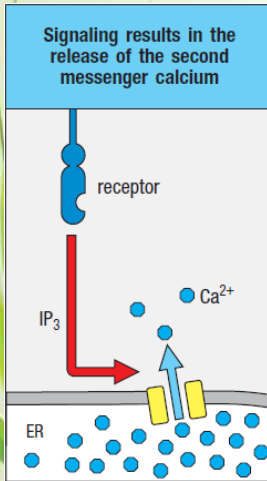 Signaling results in the
release of the second
messenger calcium
receptor
Ca²⁺
IP₃
ER